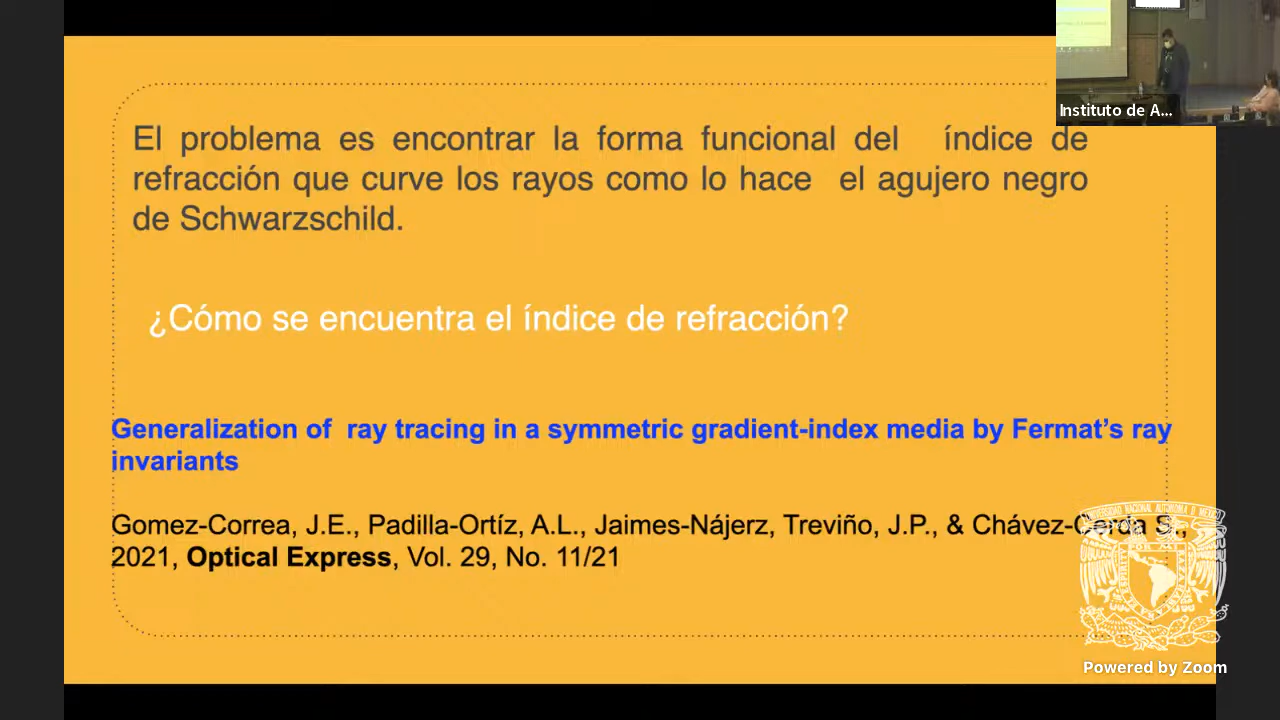 Instituto de A...
El problema es encontrar la forma funcional del índice de
refracción que curve los rayos como lo hace el agujero negro
de Schwarzschild.
¿Cómo se encuentra el índice de refracción?
Generalization of ray tracing in a symmetric gradient-index media by Fermat's ray
invariants
Gomez-Correa, J.E., Padilla-Ortíz, A.L., Jaimes-Nájerz, Treviño, J.P., & Chávez-
2021, Optical Express, Vol. 29, No. 11/21
Powered by Zoom